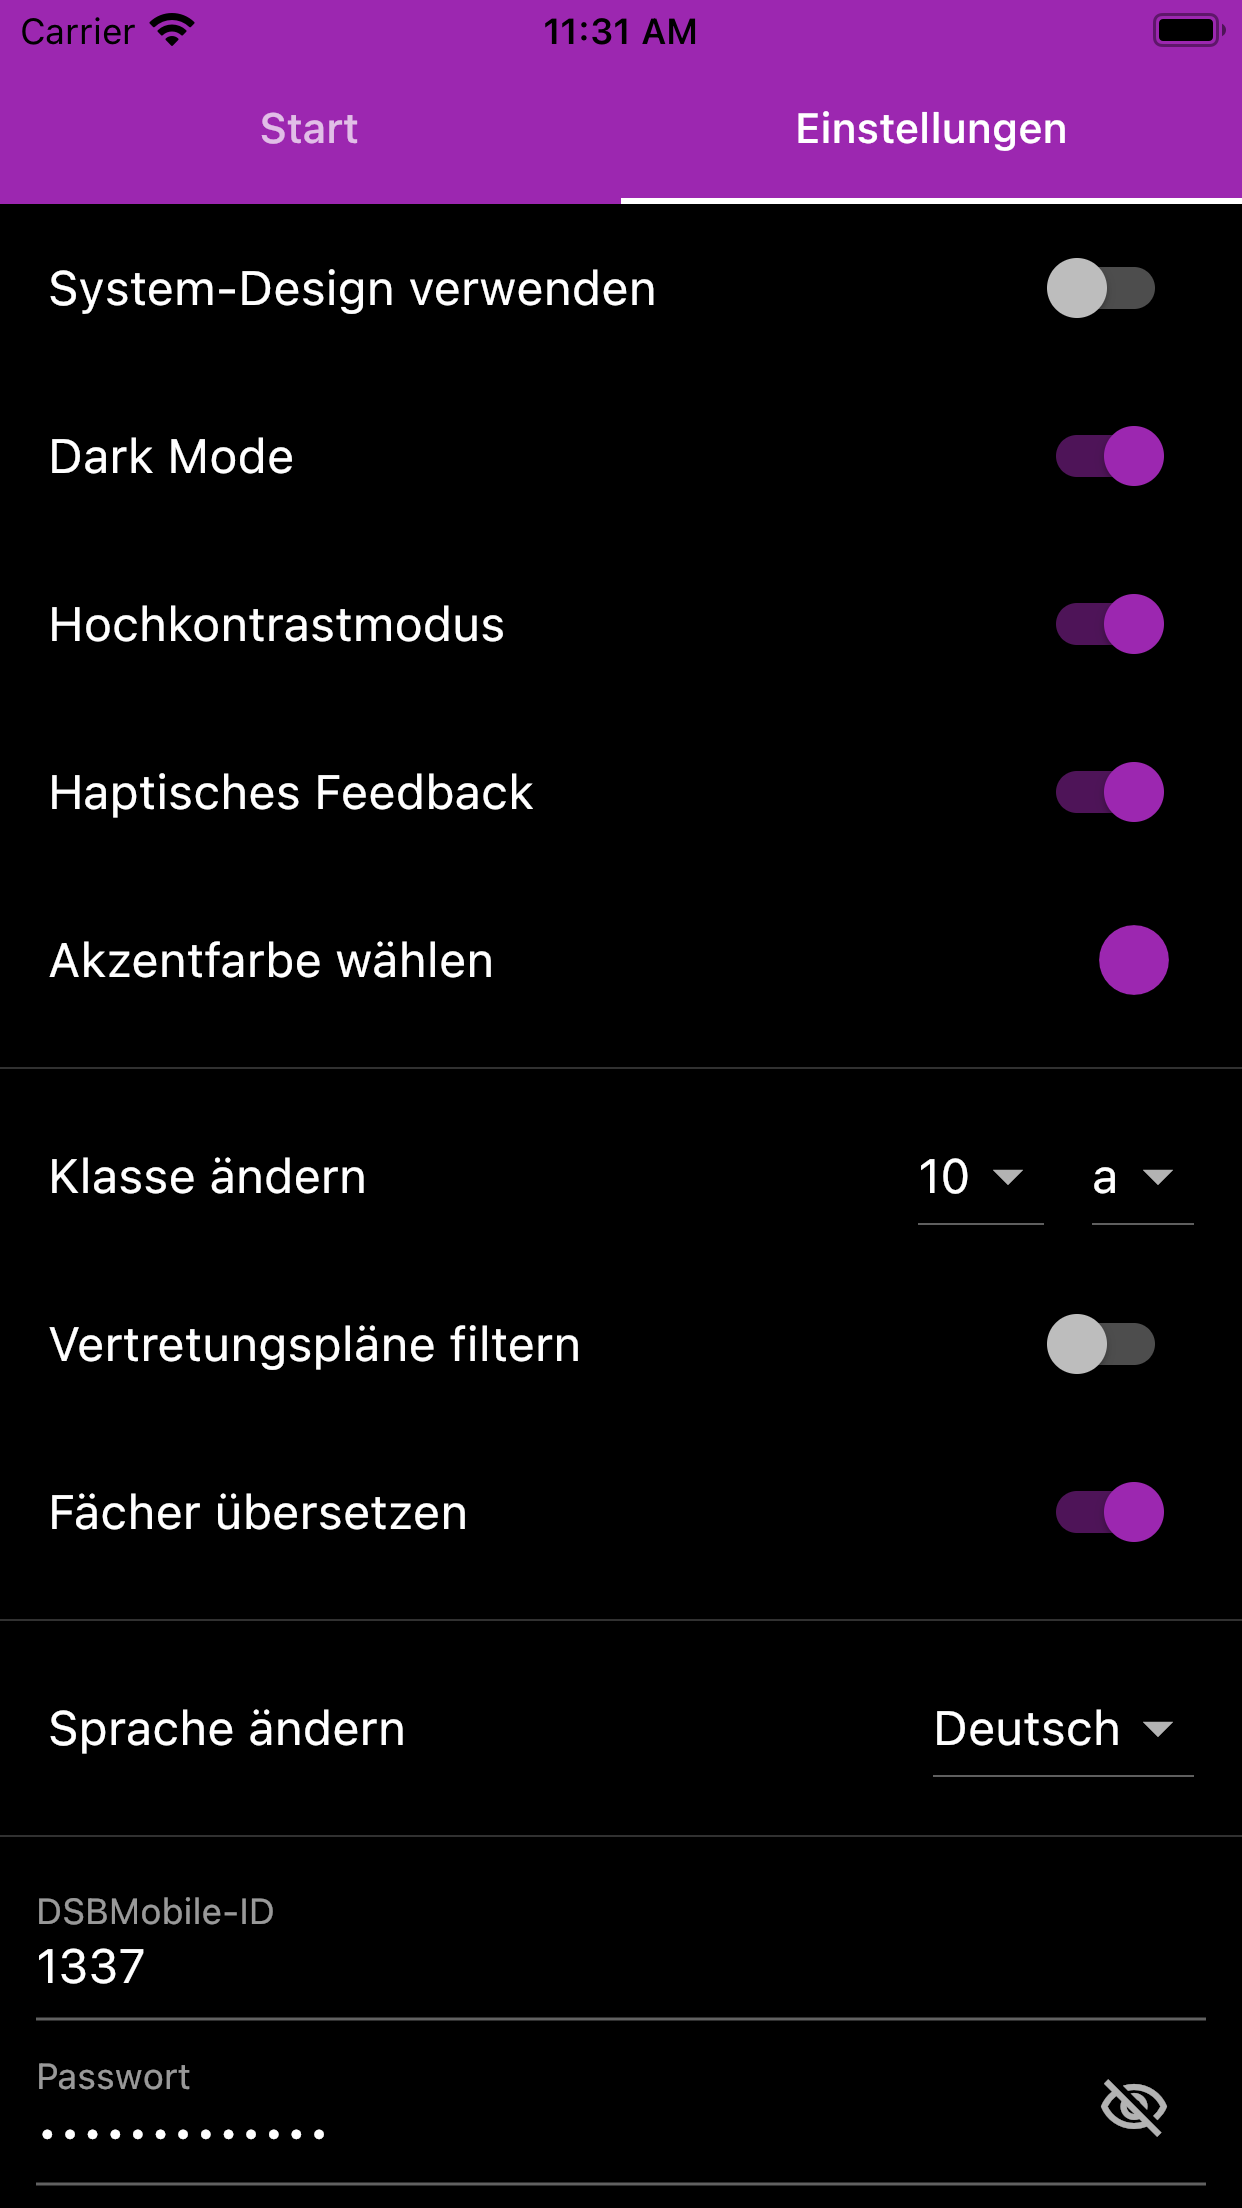 Carrier 11:31 AM
Start Einstellungen
System-Design verwenden
Dark Mode
Hochkontrastmodus
Haptisches Feedback
Akzentfarbe wählen
Klasse ändern 10 a
Vertretungspläne filtern
Fächer übersetzen
Sprache ändern Deutsch
DSBMobile-ID
1337
Passwort
•••••••••••••